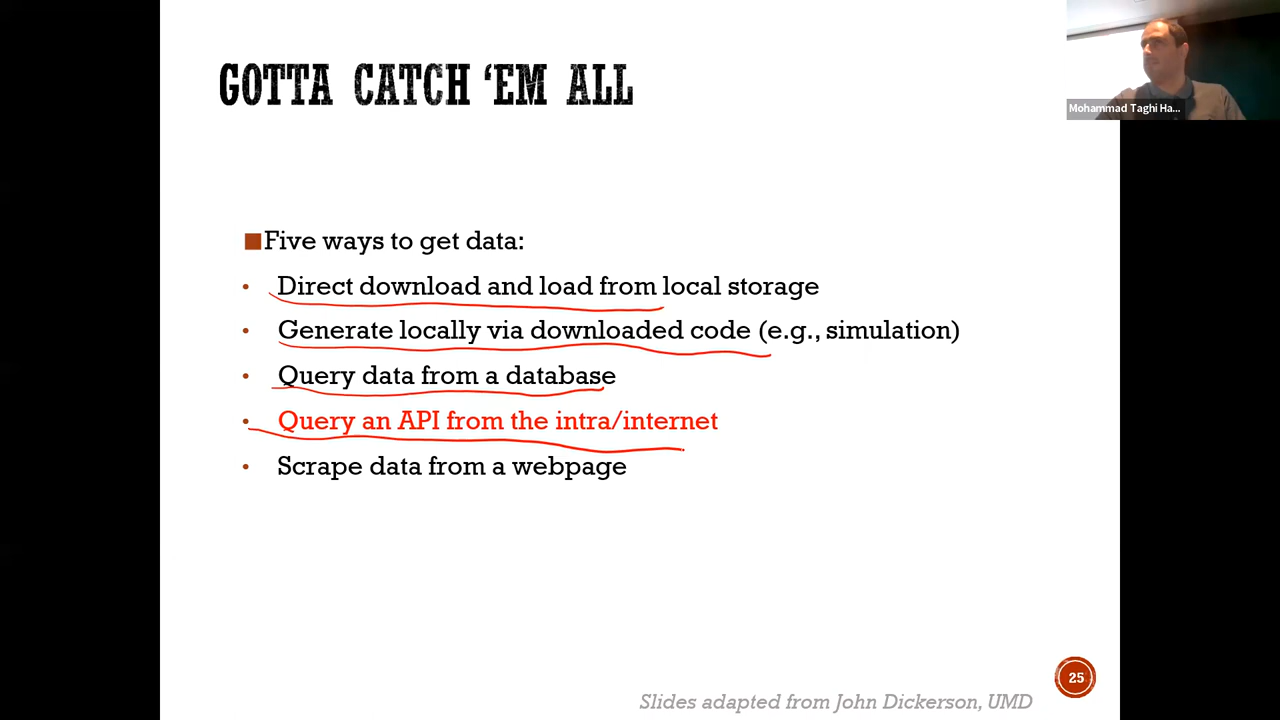 GOTTA CATCH ‘EM ALL
Mohammad Taghi Ha...
Five ways to get data:
• Direct download and load from local storage
• Generate locally via downloaded code (e.g., simulation)
• Query data from a database
• Query an API from the intra/internet
• Scrape data from a webpage
25
Slides adapted from John Dickerson, UMD